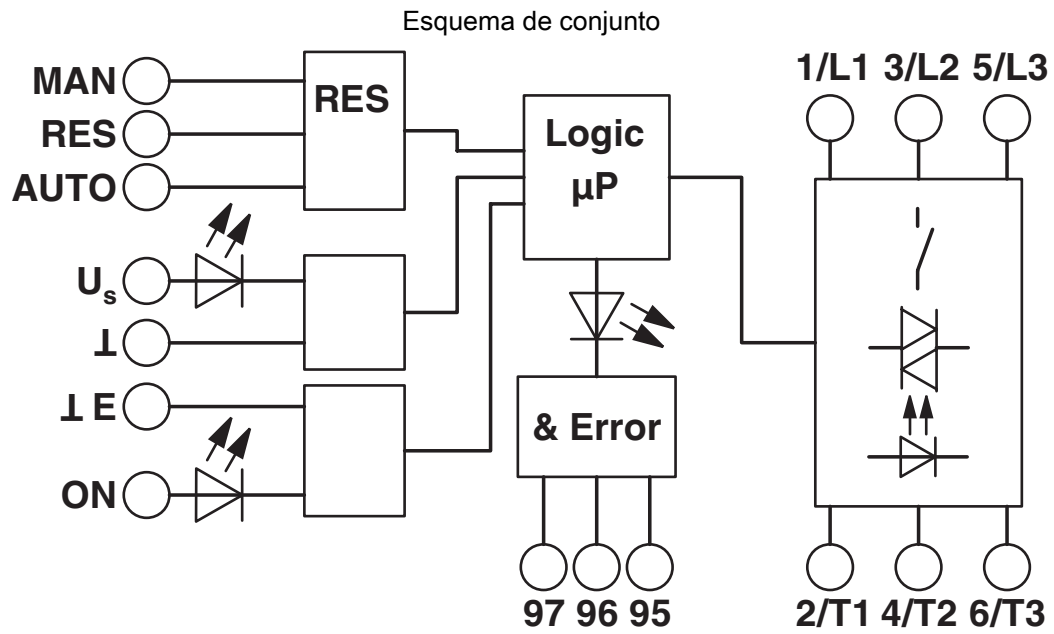 Esquema de conjunto
1/L1 3/L2 5/L3
MAN
RES
RES
AUTO
Logic
µP
Us
⊥
⊥ E
ON
& Error
97 96 95
2/T1 4/T2 6/T3